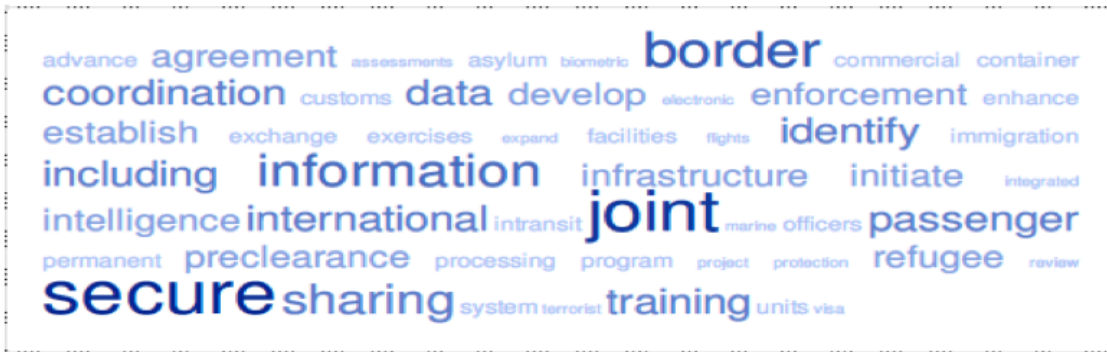 advance agreement assessments asylum biometric border commercial container
coordination customs data develop electronic enforcement enhance
establish exchange exercises expand facilities flights identify immigration
including information infrastructure initiate integrated
intelligence international intransit joint marine officers passenger
permanent preclearance processing program project protection refugee review
secure sharing system terrorist training units visa